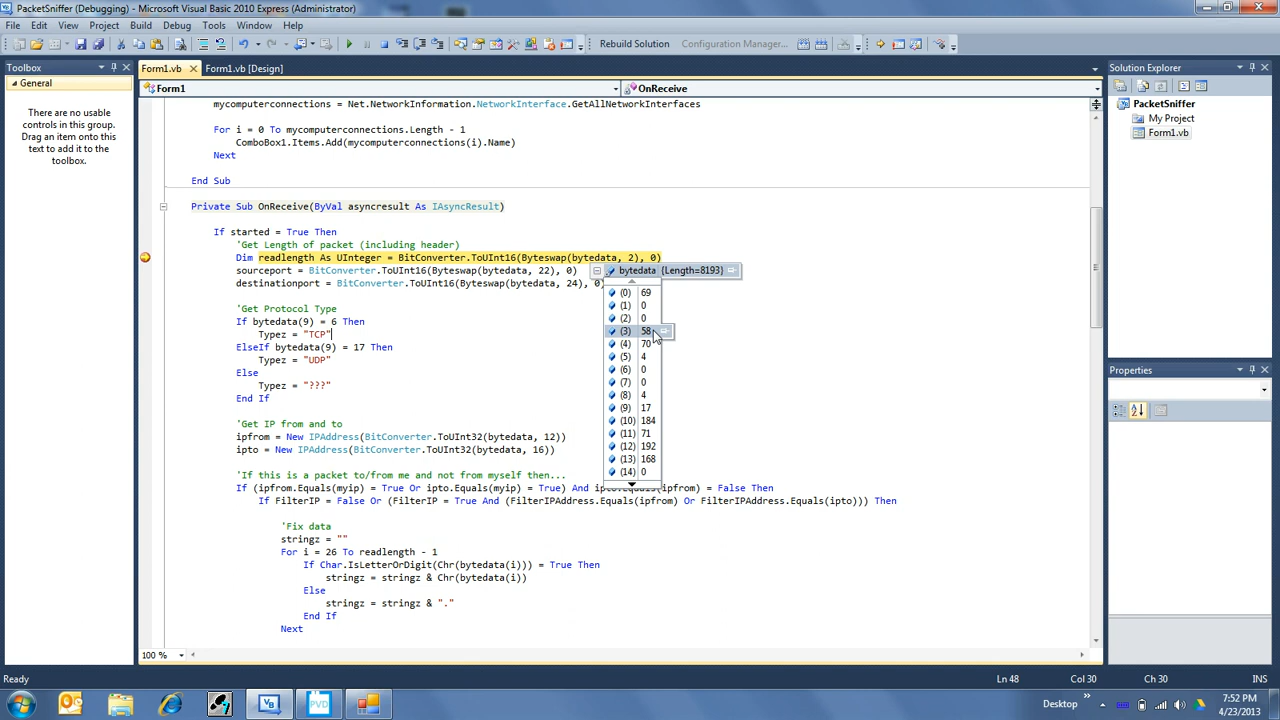 PacketSniffer (Debugging) - Microsoft Visual Basic 2010 Express (Administrator)
File Edit View Project Build Debug Tools Window Help
Rebuild Solution Configuration Manager...
Toolbox
General
There are no usable
controls in this group.
Drag an item onto this
text to add it to the
toolbox.
Form1.vb Form1.vb [Design]
Form1 OnReceive
mycomputerconnections = Net.NetworkInformation.NetworkInterface.GetAllNetworkInterfaces
For i = 0 To mycomputerconnections.Length - 1
ComboBox1.Items.Add(mycomputerconnections(i).Name)
Next
End Sub
Private Sub OnReceive(ByVal asyncresult As IAsyncResult)
If started = True Then
'Get Length of packet (including header)
Dim readlength As UInteger = BitConverter.ToUInt16(Byteswap(bytedata, 2), 0)
sourceport = BitConverter.ToUInt16(Byteswap(bytedata, 22), 0)
destinationport = BitConverter.ToUInt16(Byteswap(bytedata, 24), 0)
'Get Protocol Type
If bytedata(9) = 6 Then
Typez = "TCP"
ElseIf bytedata(9) = 17 Then
Typez = "UDP"
Else
Typez = "???"
End If
'Get IP from and to
ipfrom = New IPAddress(BitConverter.ToUInt32(bytedata, 12))
ipto = New IPAddress(BitConverter.ToUInt32(bytedata, 16))
'If this is a packet to/from me and not from myself then...
If (ipfrom.Equals(myip) = True Or ipto.Equals(myip) = True) And ipto.Equals(ipfrom) = False Then
If FilterIP = False Or (FilterIP = True And (FilterIPAddress.Equals(ipfrom) Or FilterIPAddress.Equals(ipto))) Then
'Fix data
stringz = ""
For i = 26 To readlength - 1
If Char.IsLetterOrDigit(Chr(bytedata(i))) = True Then
stringz = stringz & Chr(bytedata(i))
Else
stringz = stringz & "."
End If
Next
bytedata {Length=8193}
(0) 69
(1) 0
(2) 0
(3) 58
(4) 70
(5) 4
(6) 0
(7) 0
(8) 4
(9) 17
(10) 184
(11) 71
(12) 192
(13) 168
(14) 0
100 %
Solution Explorer
PacketSniffer
My Project
Form1.vb
Properties
Ready Ln 48 Col 30 Ch 30 INS
VB
PVD
Desktop »
7:52 PM
4/23/2013